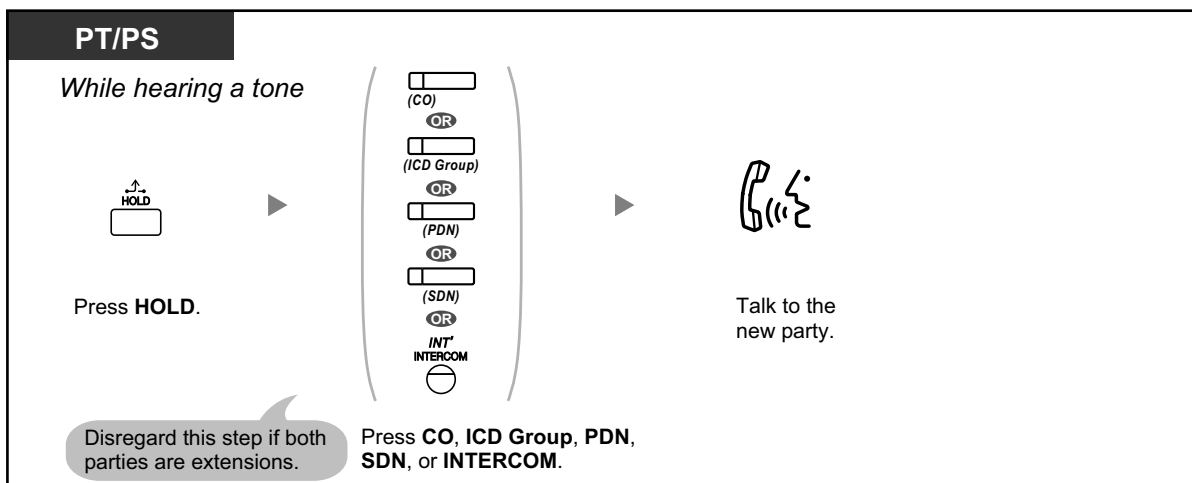 PT/PS
While hearing a tone
HOLD
Press HOLD.
(CO)
OR
(ICD Group)
OR
(PDN)
OR
(SDN)
OR
INT'
INTERCOM
Disregard this step if both
parties are extensions.
Press CO, ICD Group, PDN,
SDN, or INTERCOM.
Talk to the
new party.